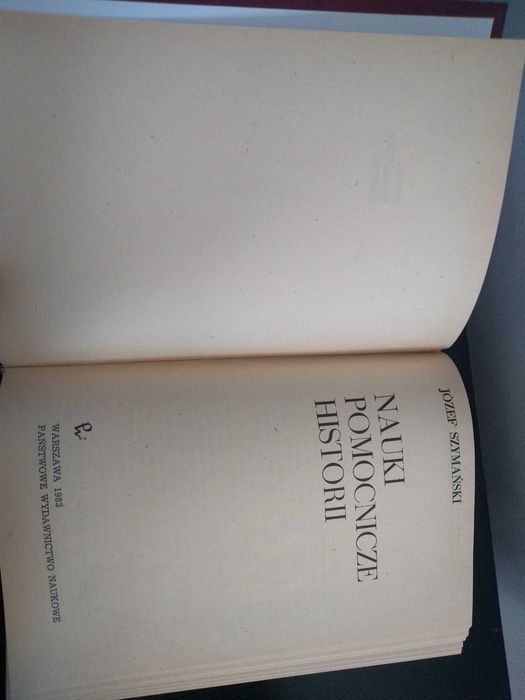 JÓZEF SZYMAŃSKI
NAUKI
POMOCNICZE
HISTORII
WARSZAWA 1983
PAŃSTWOWE WYDAWNICTWO NAUKOWE